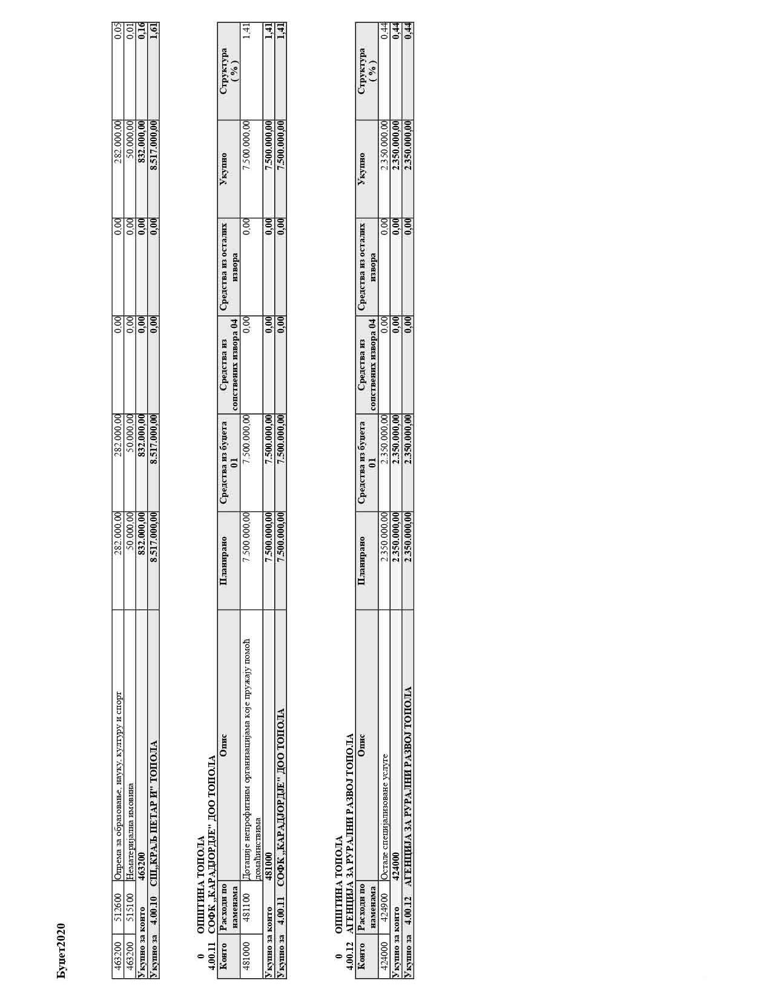 Буџет2020
463200 512600 Опрема за образовање, науку, културу и спорт 282.000,00 282.000,00 0,00 0,00 282.000,00 0,05
463200 515100 Нематеријална имовина 50.000,00 50.000,00 0,00 0,00 50.000,00 0,01
Укупно за конто 463200 832.000,00 832.000,00 0,00 0,00 832.000,00 0,16
Укупно за 4.00.10 СШ„КРАЉ ПЕТАР И" ТОПОЛА 8.517.000,00 8.517.000,00 0,00 0,00 8.517.000,00 1,61
0 ОПШТИНА ТОПОЛА
4.00.11 СОФК „КАРАДЈОРДЈЕ" ДОО ТОПОЛА
Конто Расходи по Опис Планирано Средства из буџета Средства из Средства из осталих Укупно Структура
наменама 01 сопствених извора 04 извора ( % )
481000 481100 Дотације непрофитним организацијама које пружају помоћ 7.500.000,00 7.500.000,00 0,00 0,00 7.500.000,00 1,41
домаћинствима
Укупно за конто 481000 7.500.000,00 7.500.000,00 0,00 0,00 7.500.000,00 1,41
Укупно за 4.00.11 СОФК „КАРАДЈОРДЈЕ" ДОО ТОПОЛА 7.500.000,00 7.500.000,00 0,00 0,00 7.500.000,00 1,41
0 ОПШТИНА ТОПОЛА
4.00.12 АГЕНЦИЈА ЗА РУРАЛНИ РАЗВОЈ ТОПОЛА
Конто Расходи по Опис Планирано Средства из буџета Средства из Средства из осталих Укупно Структура
наменама 01 сопствених извора 04 извора ( % )
424000 424900 Остале специјализоване услуге 2.350.000,00 2.350.000,00 0,00 0,00 2.350.000,00 0,44
Укупно за конто 424000 2.350.000,00 2.350.000,00 0,00 0,00 2.350.000,00 0,44
Укупно за 4.00.12 АГЕНЦИЈА ЗА РУРАЛНИ РАЗВОЈ ТОПОЛА 2.350.000,00 2.350.000,00 0,00 0,00 2.350.000,00 0,44